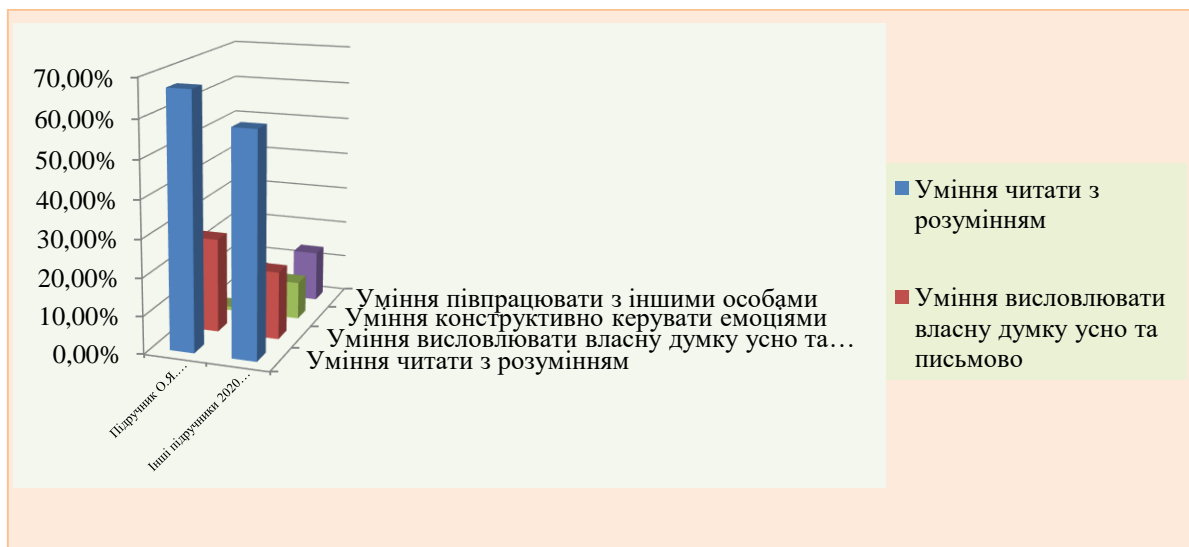 70,00%
60,00%
50,00%
40,00%
30,00%
20,00%
10,00%
0,00%
Підручник О.Я.…
Інші підручники 2020…
Уміння півпрацювати з іншими особами
Уміння конструктивно керувати емоціями
Уміння висловлювати власну думку усно та…
Уміння читати з розумінням
Уміння читати з
розумінням
Уміння висловлювати
власну думку усно та
письмово